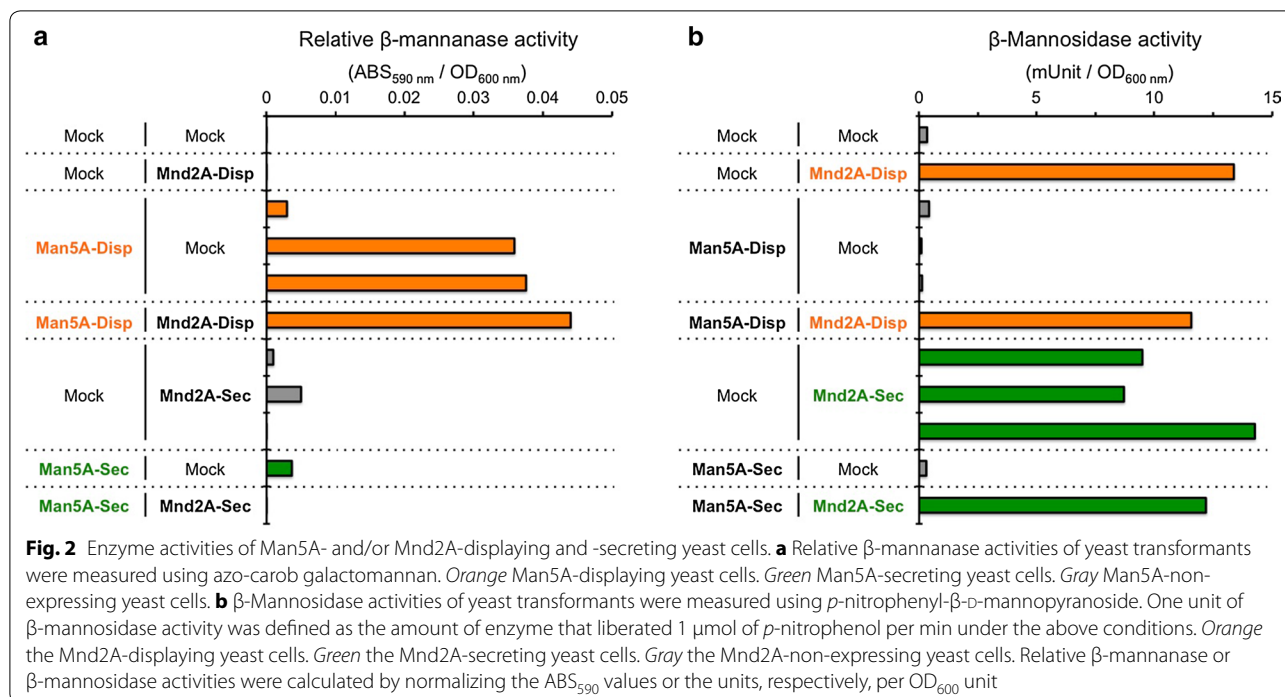 a
Relative β-mannanase activity
(ABS590 nm / OD600 nm)
0 0.01 0.02 0.03 0.04 0.05
Mock Mock
Mock Mnd2A-Disp
Man5A-Disp Mock
Man5A-Disp Mnd2A-Disp
Mock Mnd2A-Sec
Man5A-Sec Mock
Man5A-Sec Mnd2A-Sec
b
β-Mannosidase activity
(mUnit / OD600 nm)
0 5 10 15
Mock Mock
Mock Mnd2A-Disp
Man5A-Disp Mock
Man5A-Disp Mnd2A-Disp
Mock Mnd2A-Sec
Man5A-Sec Mock
Man5A-Sec Mnd2A-Sec
Fig. 2 Enzyme activities of Man5A- and/or Mnd2A-displaying and -secreting yeast cells. a Relative β-mannanase activities of yeast transformants
were measured using azo-carob galactomannan. Orange Man5A-displaying yeast cells. Green Man5A-secreting yeast cells. Gray Man5A-non-
expressing yeast cells. b β-Mannosidase activities of yeast transformants were measured using p-nitrophenyl-β-D-mannopyranoside. One unit of
β-mannosidase activity was defined as the amount of enzyme that liberated 1 μmol of p-nitrophenol per min under the above conditions. Orange
the Mnd2A-displaying yeast cells. Green the Mnd2A-secreting yeast cells. Gray the Mnd2A-non-expressing yeast cells. Relative β-mannanase or
β-mannosidase activities were calculated by normalizing the ABS590 values or the units, respectively, per OD600 unit